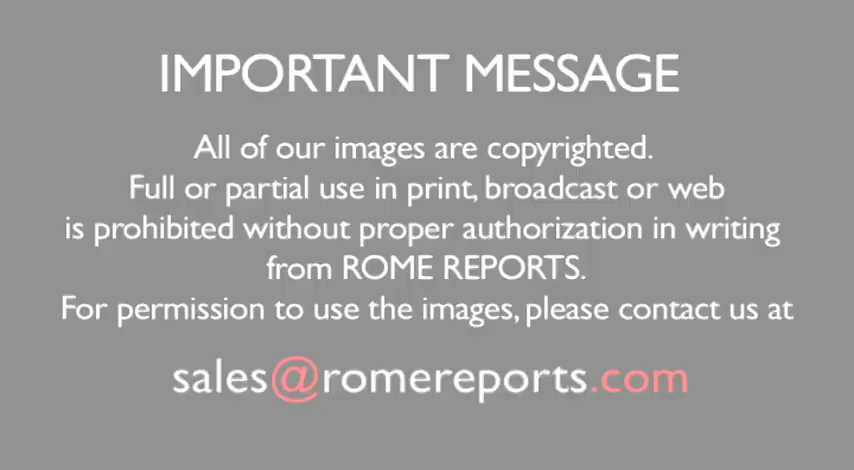 IMPORTANT MESSAGE
All of our images are copyrighted.
Full or partial use in print, broadcast or web
is prohibited without proper authorization in writing
from ROME REPORTS.
For permission to use the images, please contact us at
sales@romereports.com